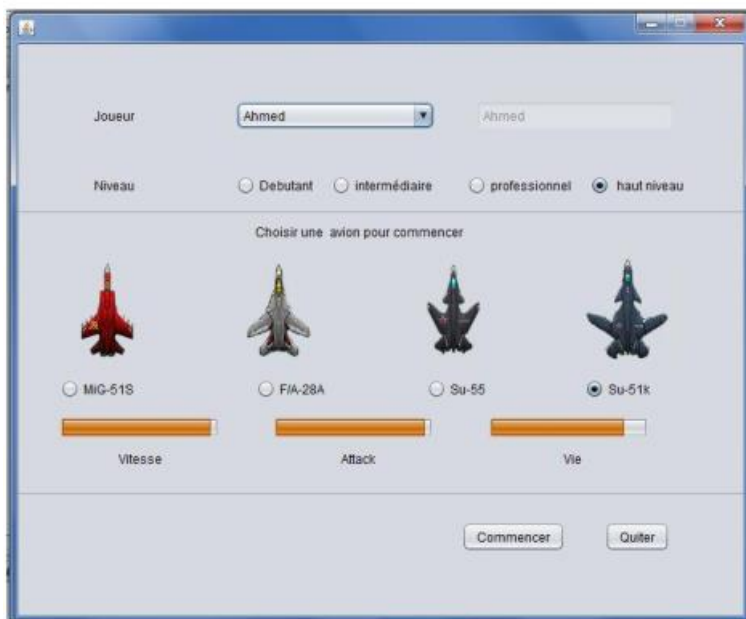 Joueur Ahmed Ahmed
Niveau Debutant intermédiaire professionnel haut niveau
Choisir une avion pour commencer
MiG-51S F/A-28A Su-55 Su-51k
Vitesse Attack Vie
Commencer Quiter